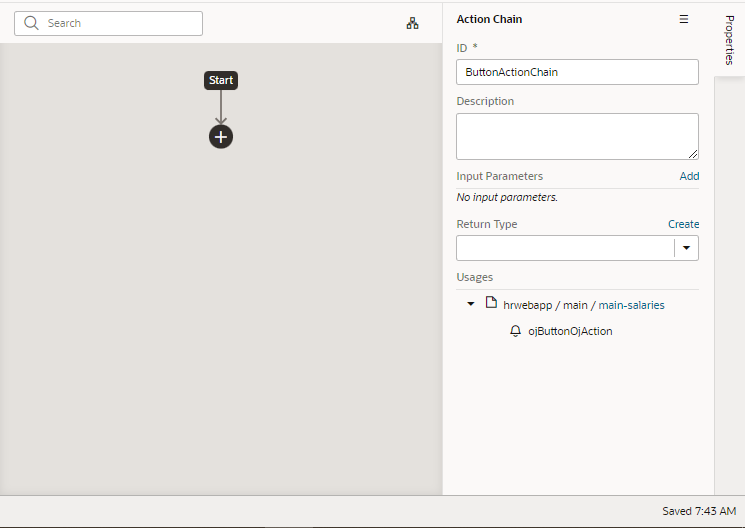 Search
Start
Action Chain
ID *
ButtonActionChain
Description
Input Parameters
Add
No input parameters.
Return Type
Create
Usages
hrwebapp / main / main-salaries
ojButtonOjAction
Properties
Saved 7:43 AM